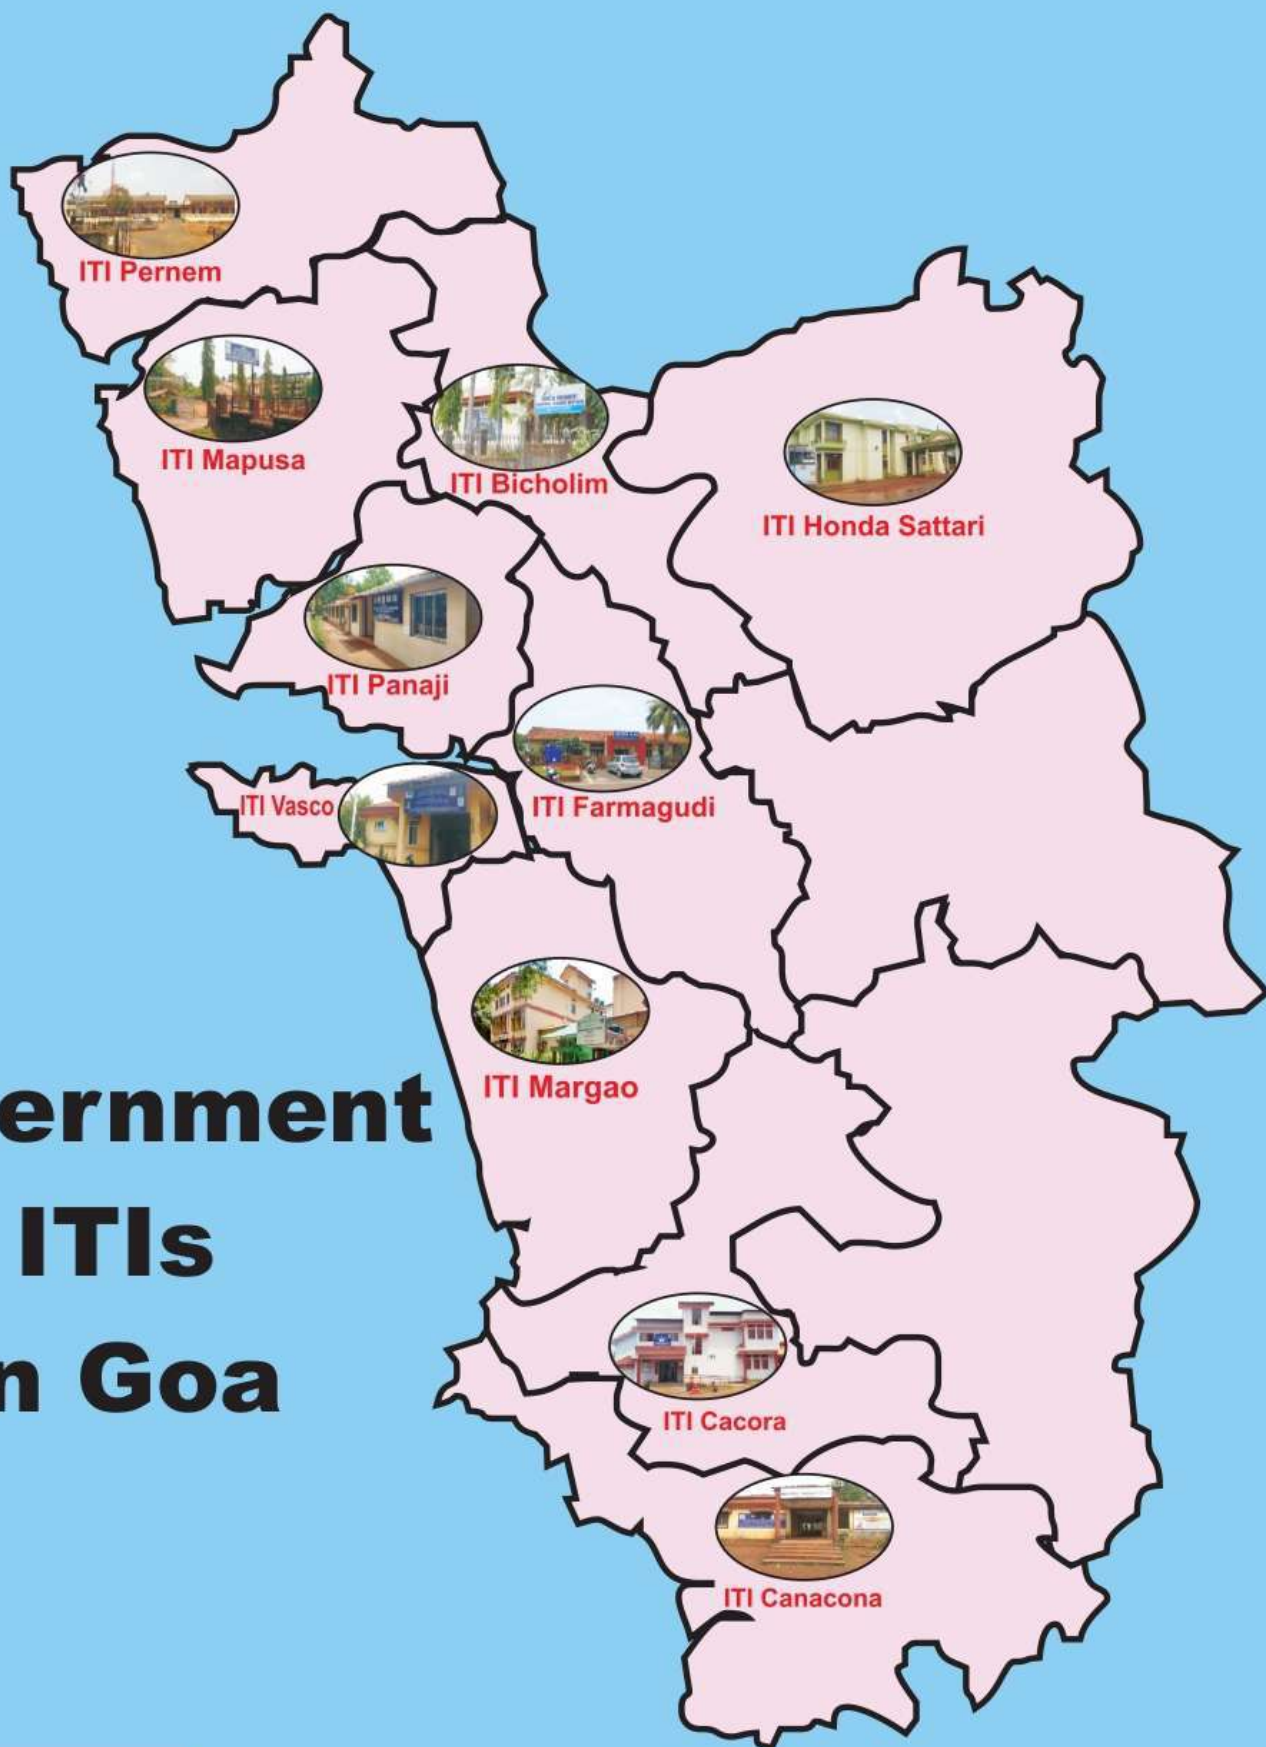 ITI Pernem
ITI Mapusa
ITI Bicholim
ITI Honda Sattari
ITI Panaji
ITI Vasco
ITI Farmagudi
ITI Margao
ernment
ITIs
n Goa
ITI Cacora
ITI Canacona